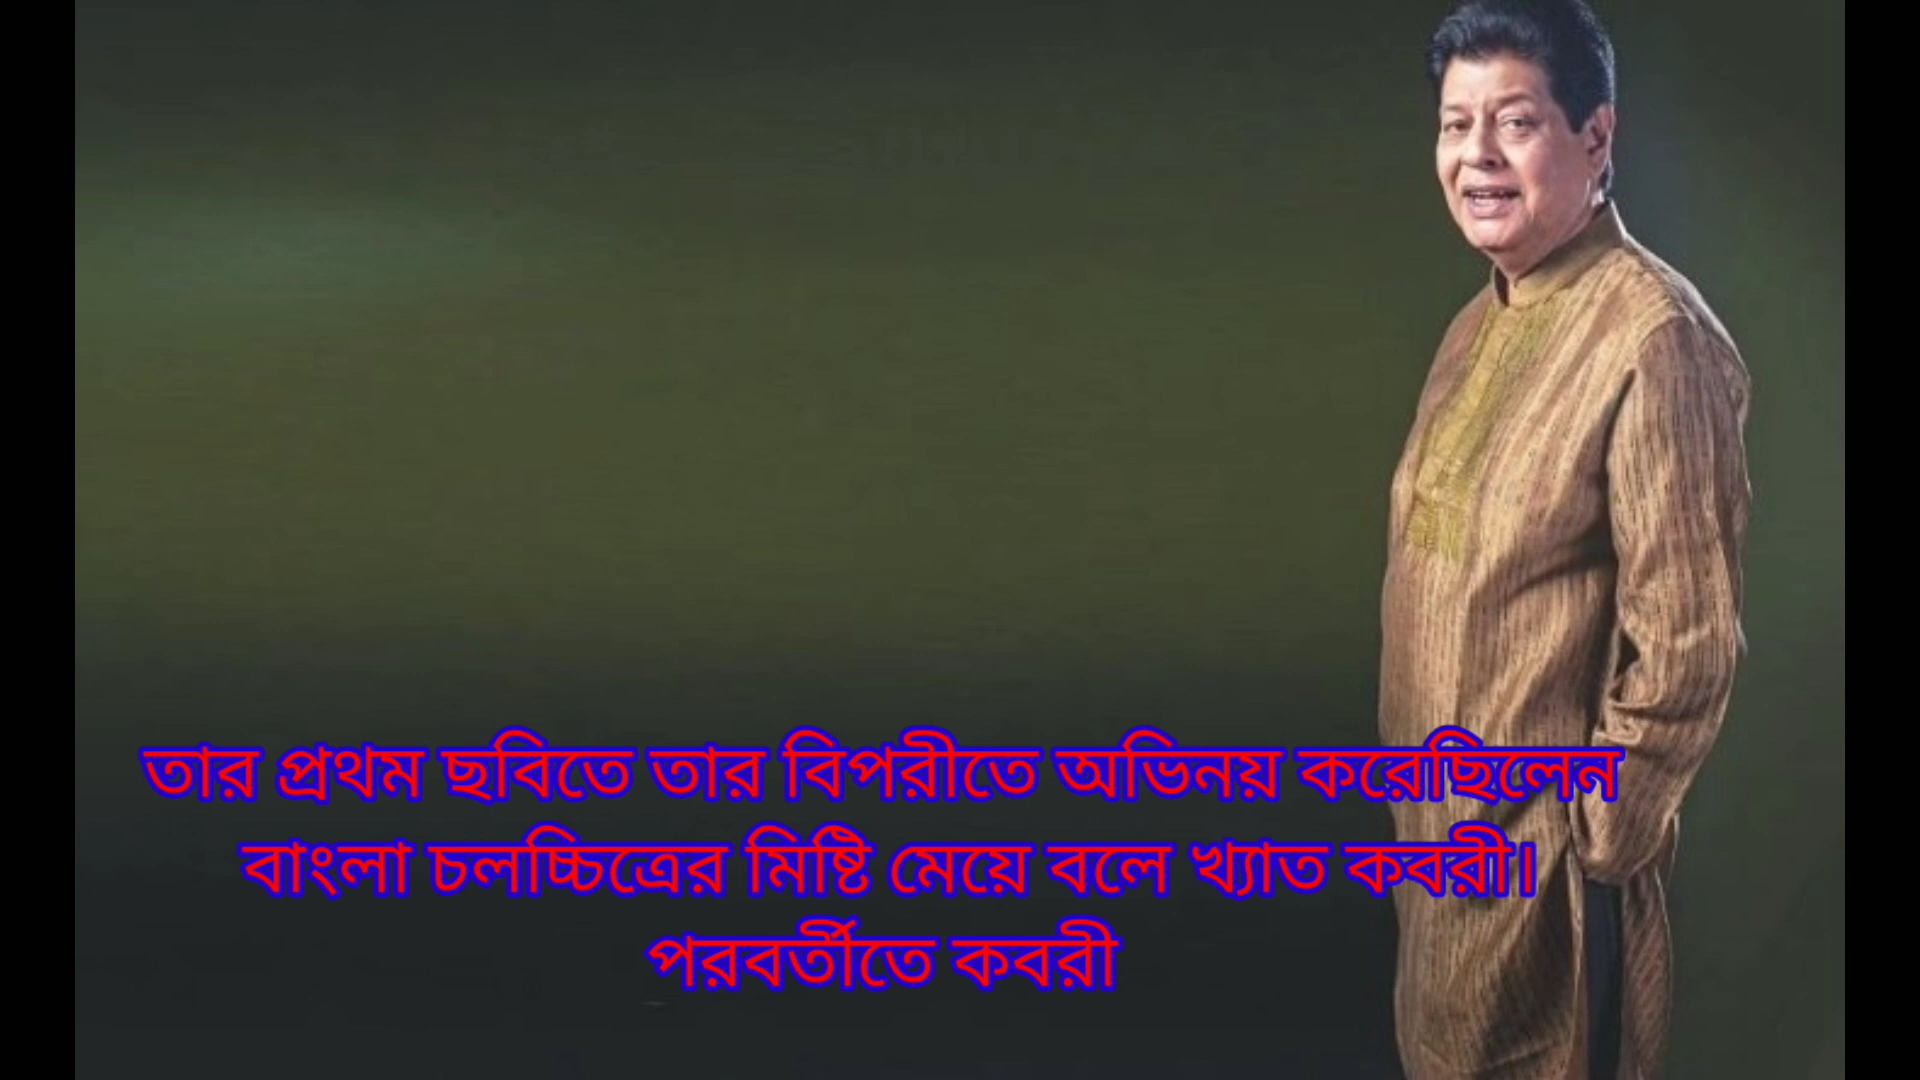 তার প্রথম ছবিতে তার বিপরীতে অভিনয় করেছিলেন
বাংলা চলচ্চিত্রের মিষ্টি মেয়ে বলে খ্যাত কবরী।
পরবর্তীতে কবরী